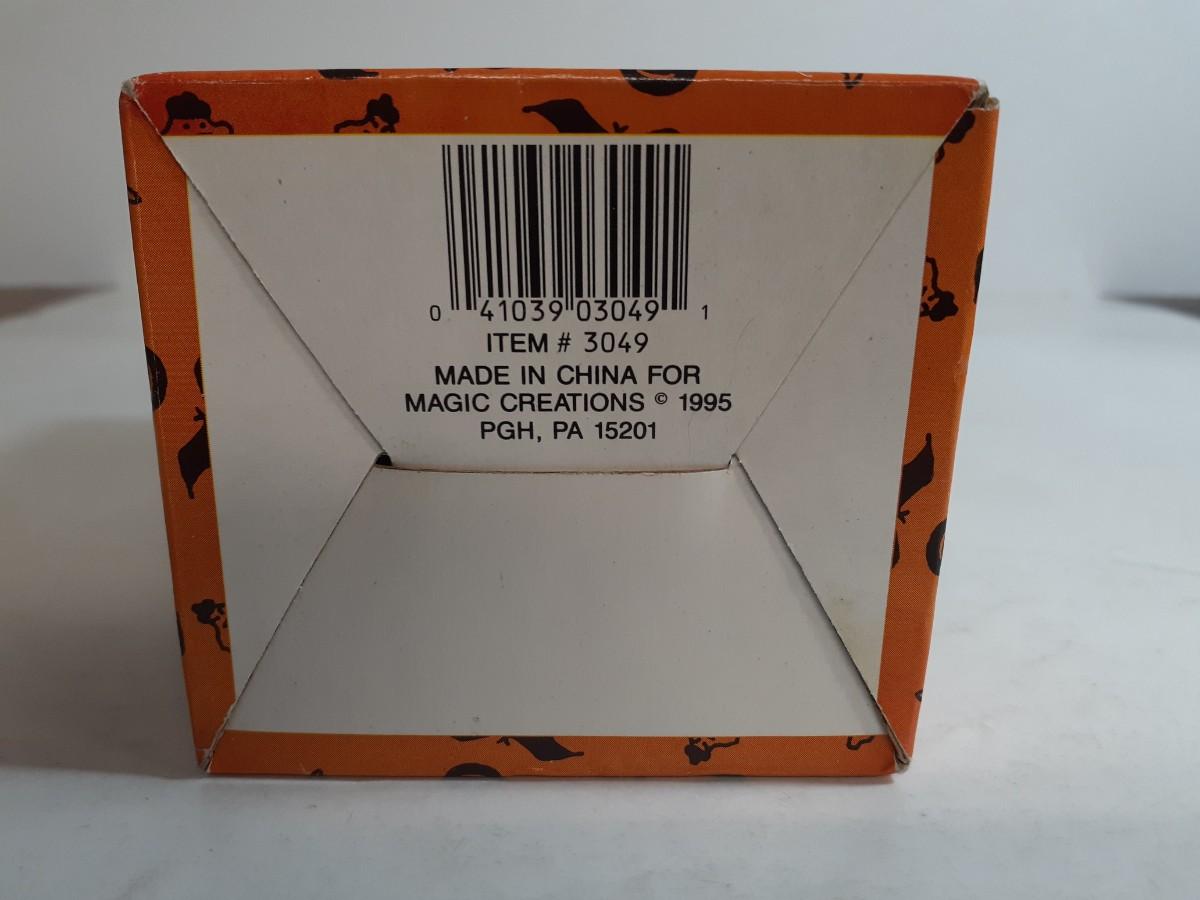 0 41039 03049 1
ITEM # 3049
MADE IN CHINA FOR
MAGIC CREATIONS © 1995
PGH, PA 15201